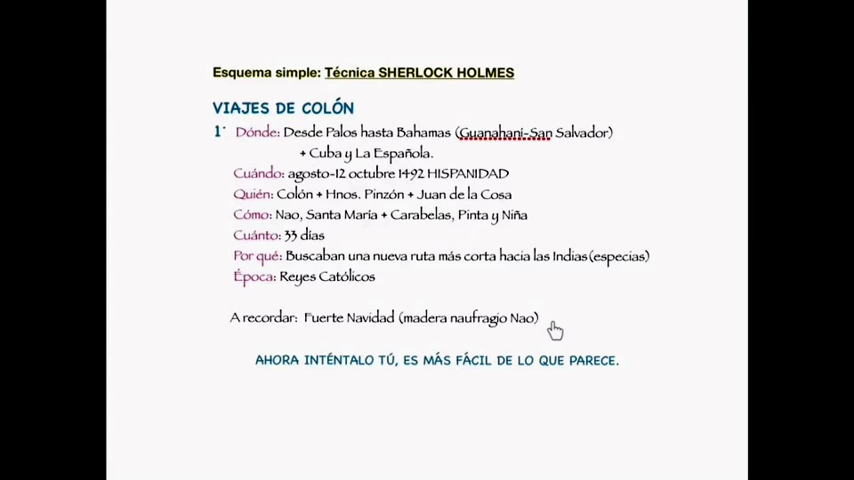 Esquema simple: Técnica SHERLOCK HOLMES
VIAJES DE COLÓN
1º Dónde: Desde Palos hasta Bahamas (Guanahaní-San Salvador)
+ Cuba y La Española.
Cuándo: agosto-12 octubre 1492 HISPANIDAD
Quién: Colón + Hnos. Pinzón + Juan de la Cosa
Cómo: Nao, Santa María + Carabelas, Pinta y Niña
Cuánto: 33 días
Por qué: Buscaban una nueva ruta más corta hacia las Indias(especias)
Época: Reyes Católicos
A recordar: Fuerte Navidad (madera naufragio Nao)
AHORA INTÉNTALO TÚ, ES MÁS FÁCIL DE LO QUE PARECE.